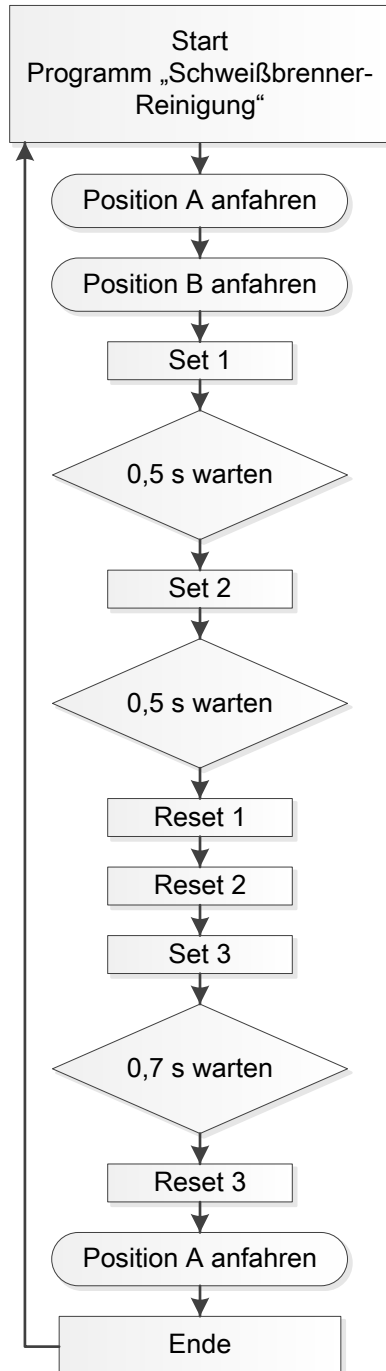 Start
Programm „Schweißbrenner-
Reinigung“
Position A anfahren
Position B anfahren
Set 1
0,5 s warten
Set 2
0,5 s warten
Reset 1
Reset 2
Set 3
0,7 s warten
Reset 3
Position A anfahren
Ende